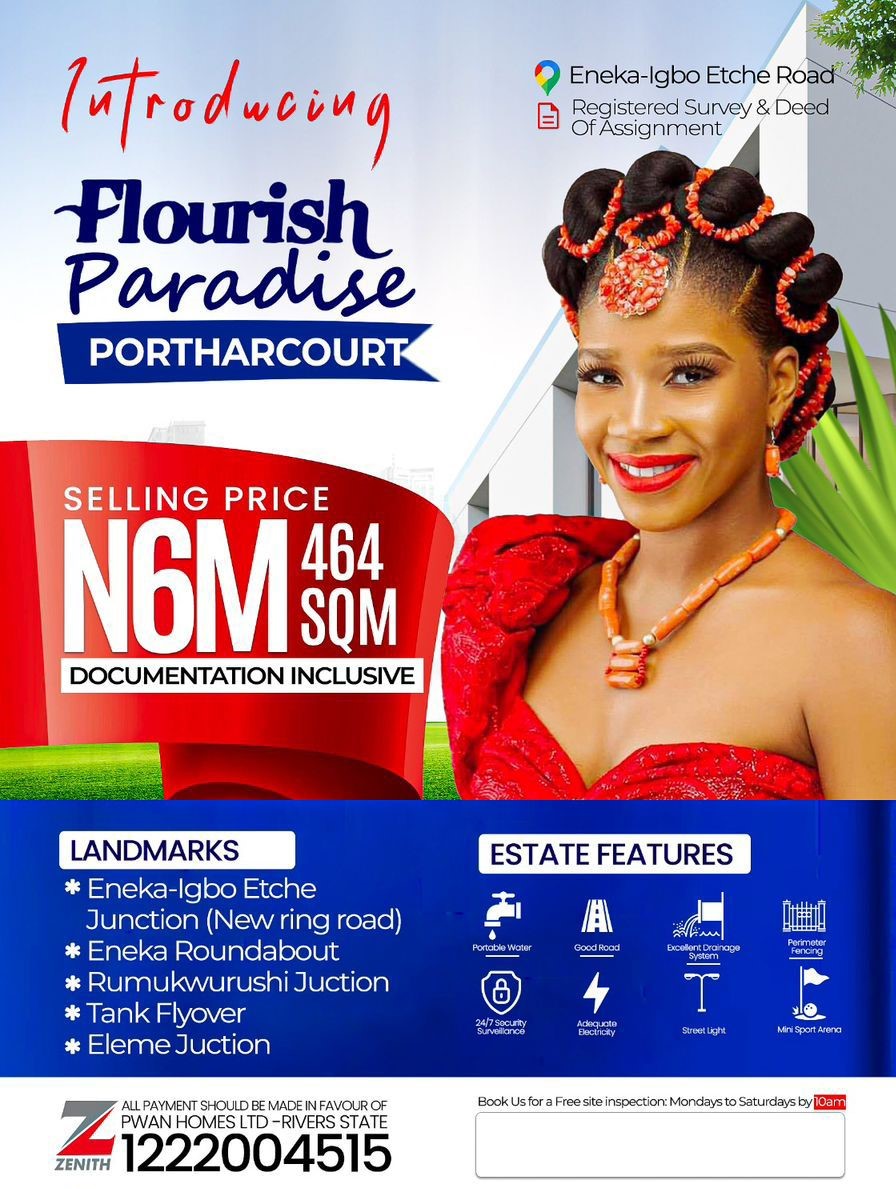 Introducing
Eneka-Igbo Etche Road
Registered Survey & Deed
Of Assignment
Flourish
Paradise
PORTHARCOURT
SELLING PRICE
N6M 464
SQM
DOCUMENTATION INCLUSIVE
LANDMARKS
* Eneka-Igbo Etche
Junction (New ring road)
* Eneka Roundabout
* Rumukwurushi Juction
* Tank Flyover
* Eleme Juction
ESTATE FEATURES
Portable Water
Good Road
Excellent Drainage
System
Perimeter
Fencing
24/7 Security
Surveillance
Adequate
Electricity
Street Light
Mini Sport Arena
ZENITH
ALL PAYMENT SHOULD BE MADE IN FAVOUR OF
PWAN HOMES LTD -RIVERS STATE
1222004515
Book Us for a Free site inspection: Mondays to Saturdays by 10am